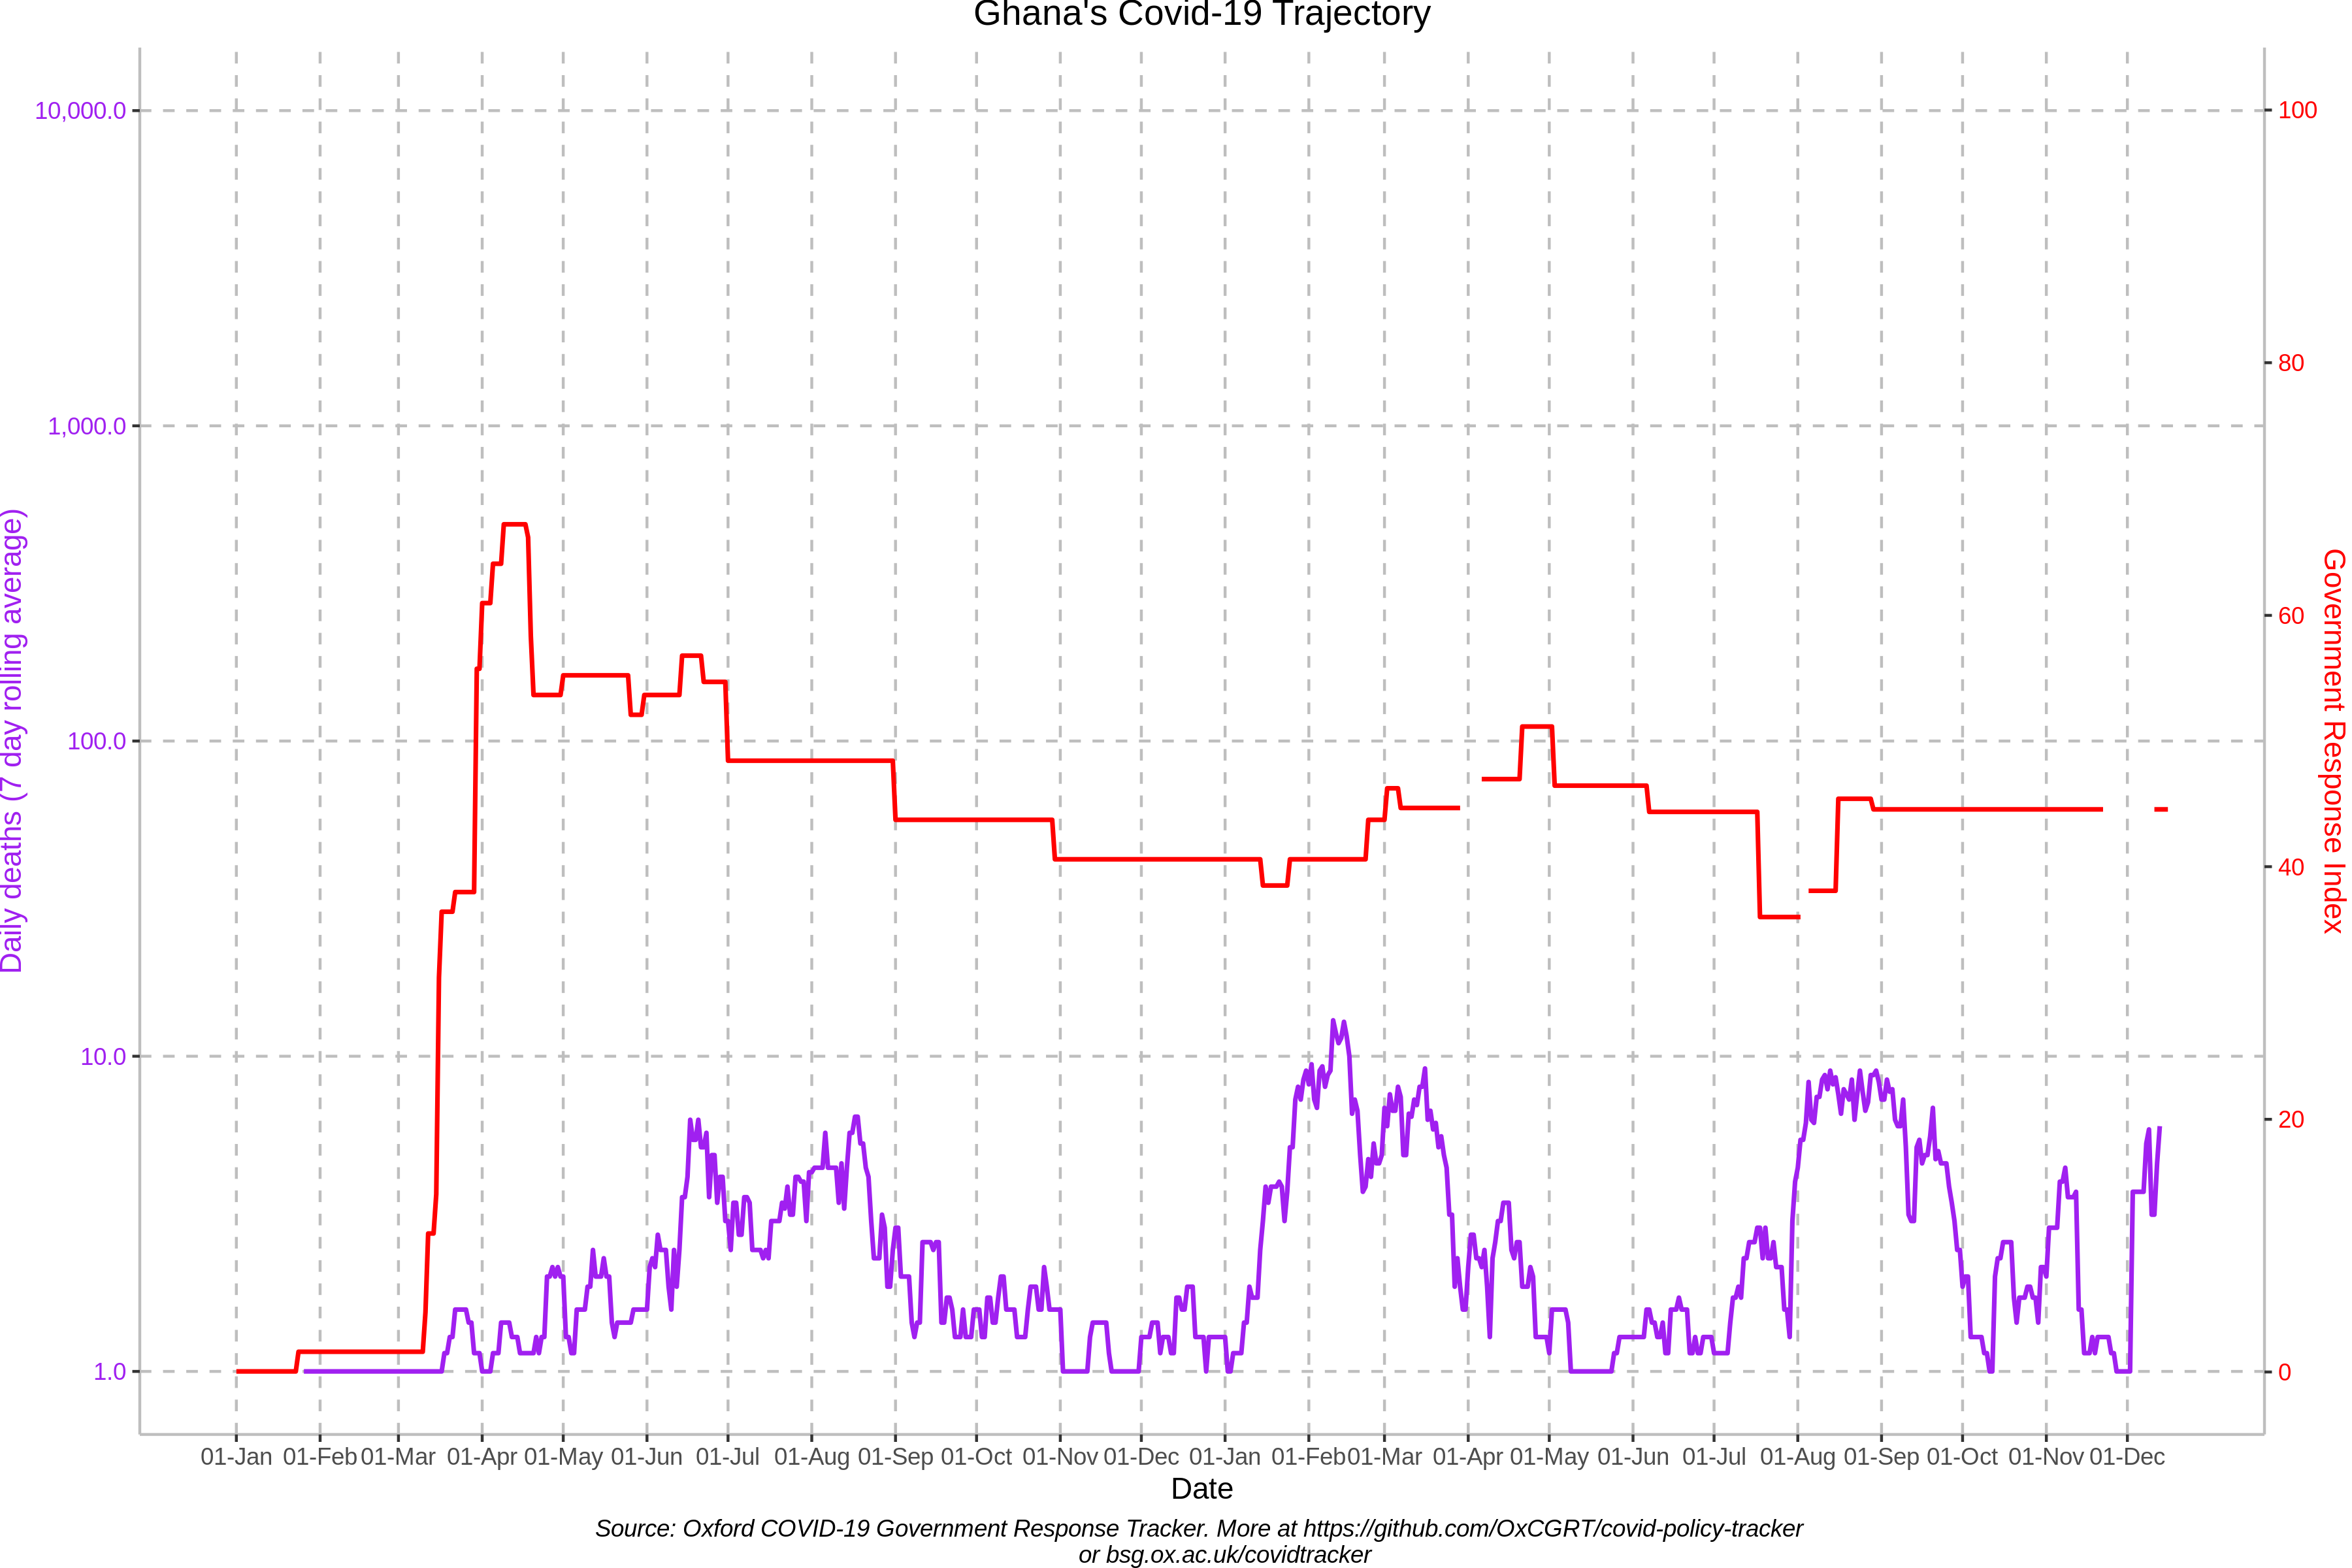 Ghana's Covid-19 Trajectory
10,000.0
1,000.0
100.0
10.0
1.0
Daily deaths (7 day rolling average)
100
80
60
40
20
0
Government Response Index
01-Jan 01-Feb 01-Mar 01-Apr 01-May 01-Jun 01-Jul 01-Aug 01-Sep 01-Oct 01-Nov 01-Dec 01-Jan 01-Feb 01-Mar 01-Apr 01-May 01-Jun 01-Jul 01-Aug 01-Sep 01-Oct 01-Nov 01-Dec
Date
Source: Oxford COVID-19 Government Response Tracker. More at https://github.com/OxCGRT/covid-policy-tracker
or bsg.ox.ac.uk/covidtracker